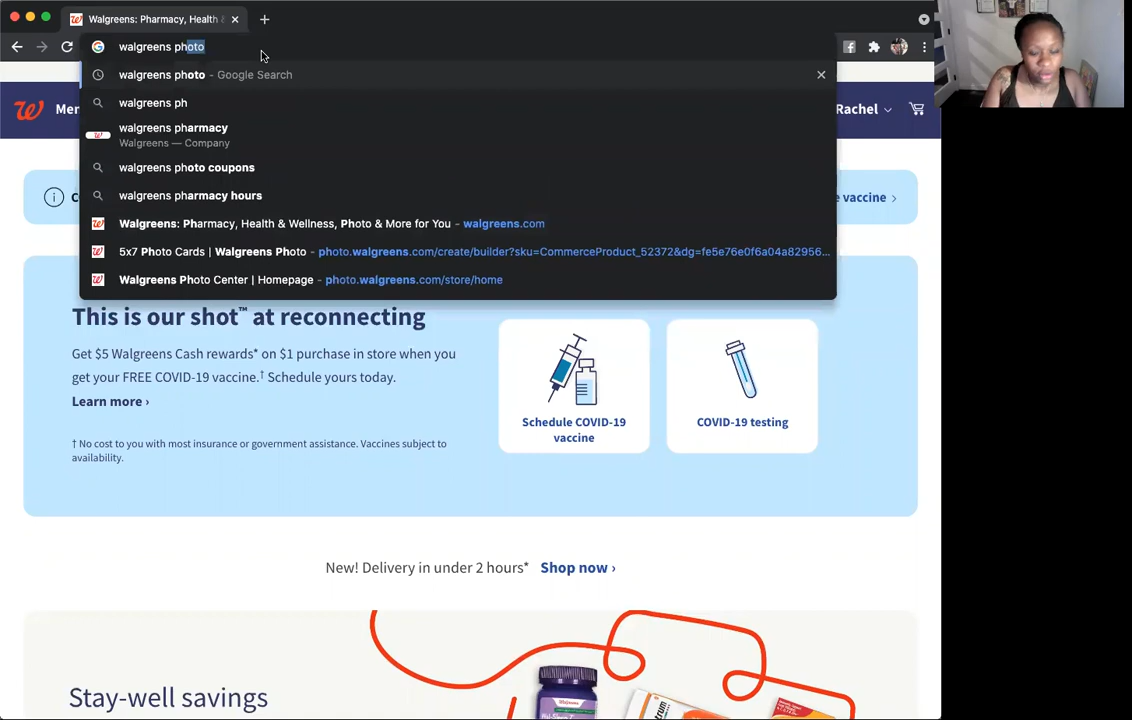 Walgreens: Pharmacy, Health &
walgreens photo
walgreens photo - Google Search
walgreens ph
walgreens pharmacy
Walgreens — Company
walgreens photo coupons
walgreens pharmacy hours
Walgreens: Pharmacy, Health & Wellness, Photo & More for You - walgreens.com
5x7 Photo Cards | Walgreens Photo - photo.walgreens.com/create/builder?sku=CommerceProduct_52372&dg=fe5e76e0f6a04a82956...
Walgreens Photo Center | Homepage - photo.walgreens.com/store/home
Rachel
e vaccine ›
This is our shot™ at reconnecting
Get $5 Walgreens Cash rewards* on $1 purchase in store when you
get your FREE COVID-19 vaccine.† Schedule yours today.
Learn more ›
† No cost to you with most insurance or government assistance. Vaccines subject to
availability.
Schedule COVID-19
vaccine
COVID-19 testing
New! Delivery in under 2 hours* Shop now ›
Stay-well savings